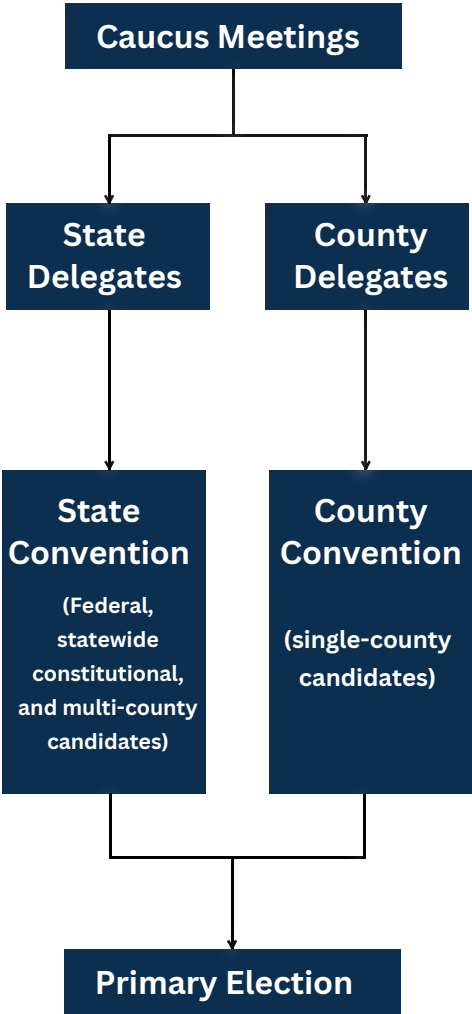 Caucus Meetings
State
Delegates
County
Delegates
State
Convention
(Federal,
statewide
constitutional,
and multi-county
candidates)
County
Convention
(single-county
candidates)
Primary Election